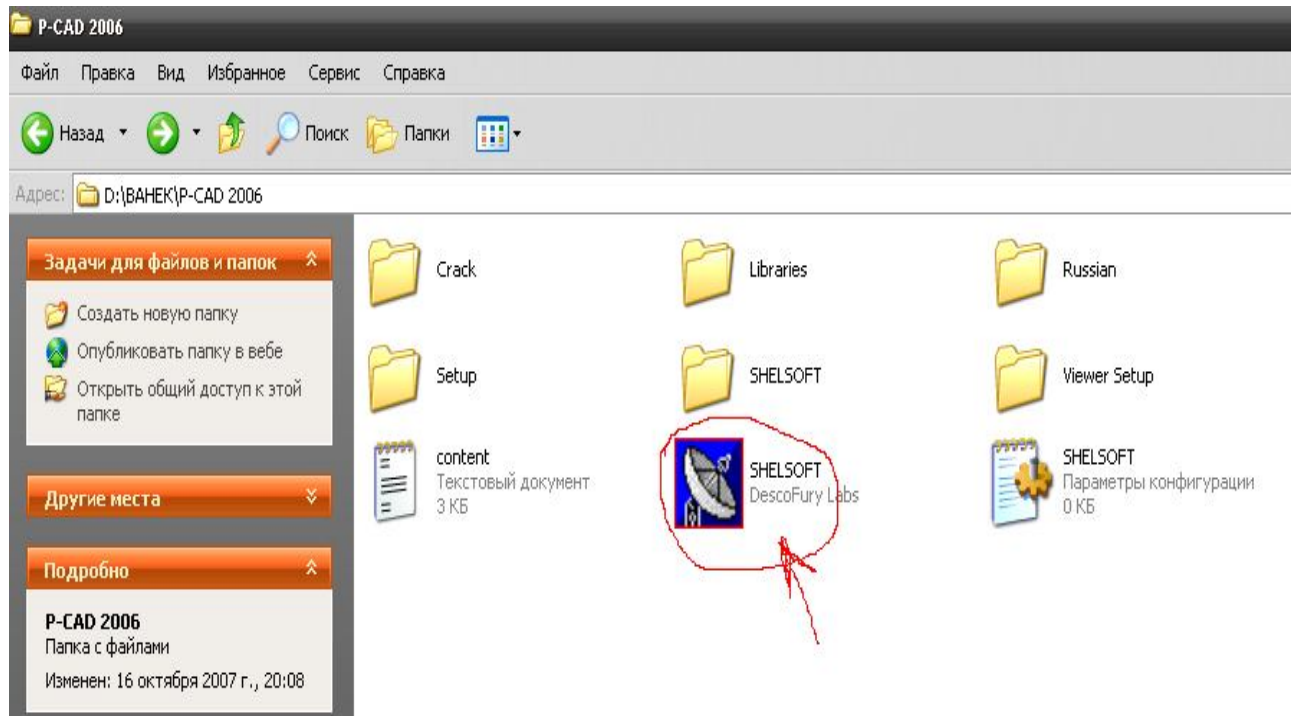 P-CAD 2006
Файл Правка Вид Избранное Сервис Справка
Назад Поиск Папки
Адрес: D:\ВАНЕК\P-CAD 2006
Задачи для файлов и папок
Создать новую папку
Опубликовать папку в вебе
Открыть общий доступ к этой
папке
Другие места
Подробно
P-CAD 2006
Папка с файлами
Изменен: 16 октября 2007 г., 20:08
Crack
Libraries
Russian
Setup
SHELSOFT
Viewer Setup
content
Текстовый документ
3 КБ
SHELSOFT
DescoFury Labs
SHELSOFT
Параметры конфигурации
0 КБ